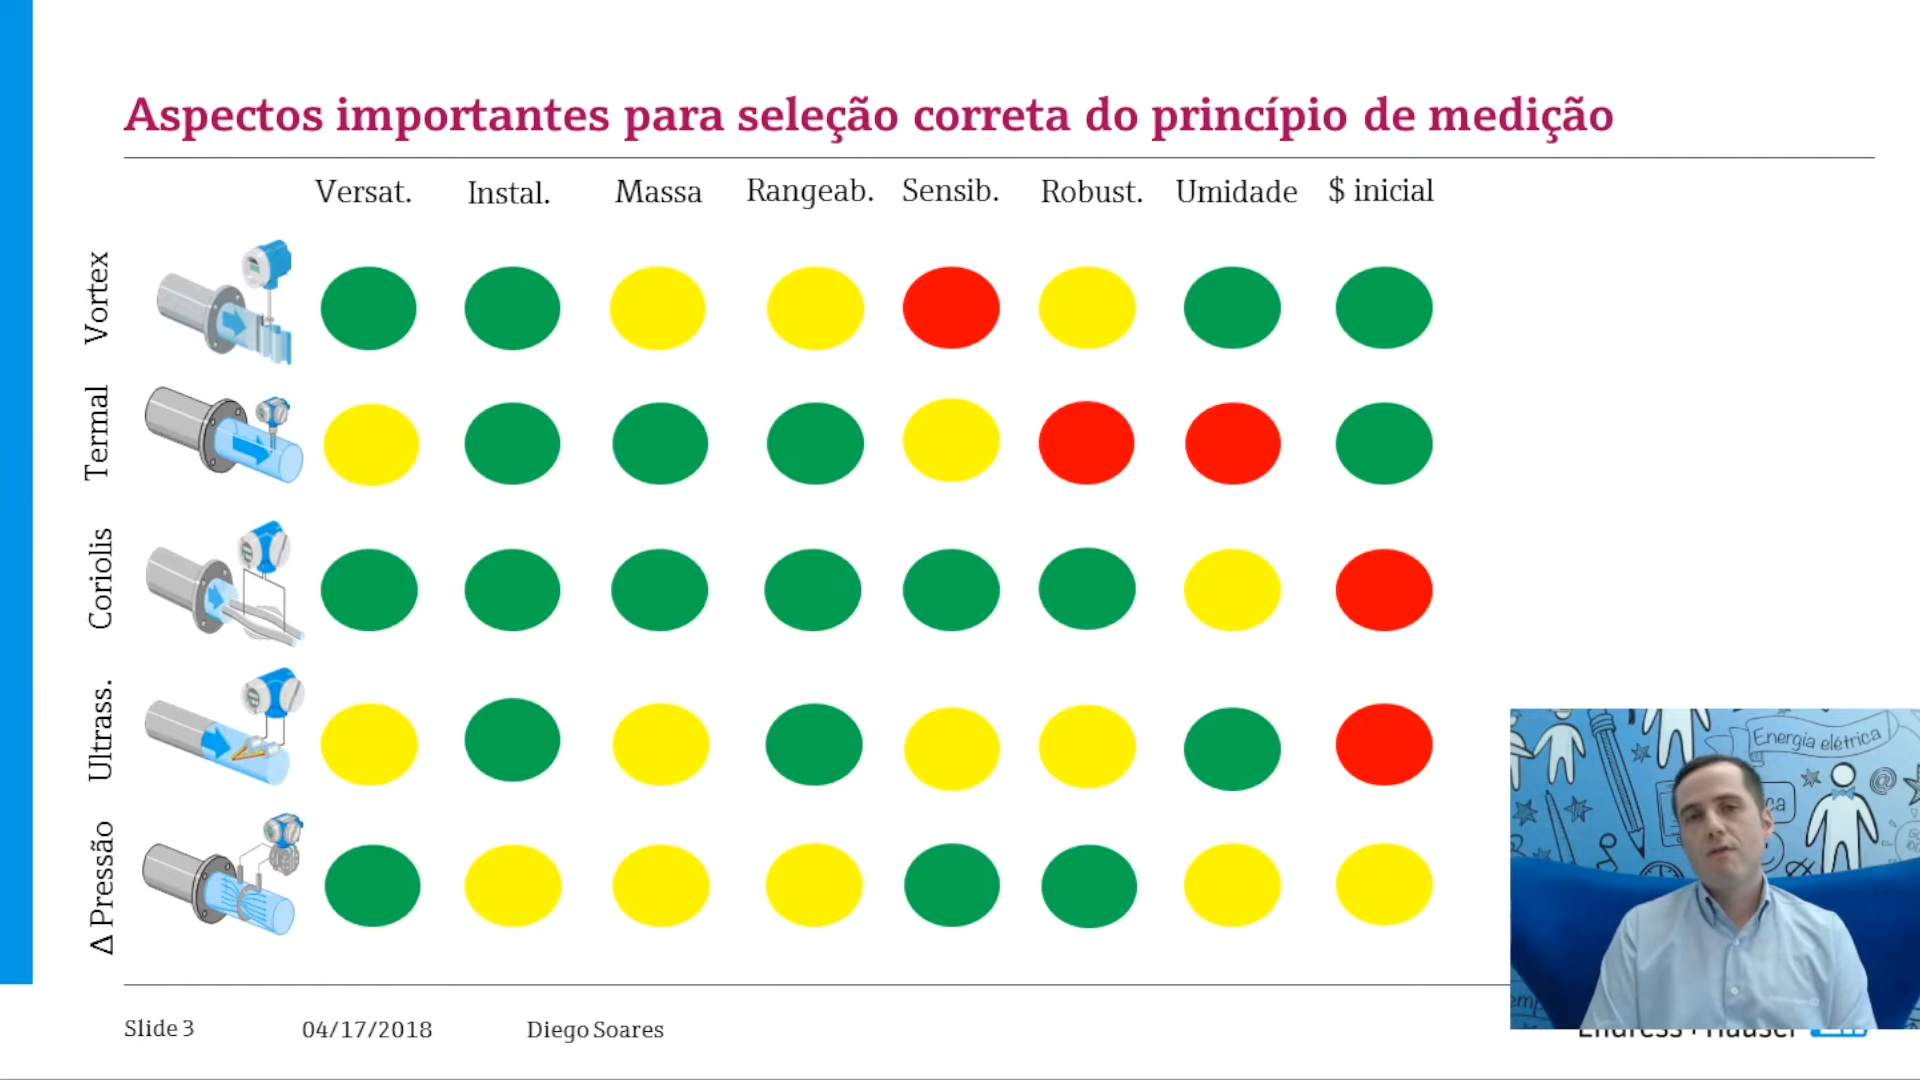 Aspectos importantes para seleção correta do princípio de medição
Versat. Instal. Massa Rangeab. Sensib. Robust. Umidade $ inicial
Vortex
Termal
Coriolis
Ultrass.
Δ Pressão
Energia elétrica
Slide 3 04/17/2018 Diego Soares